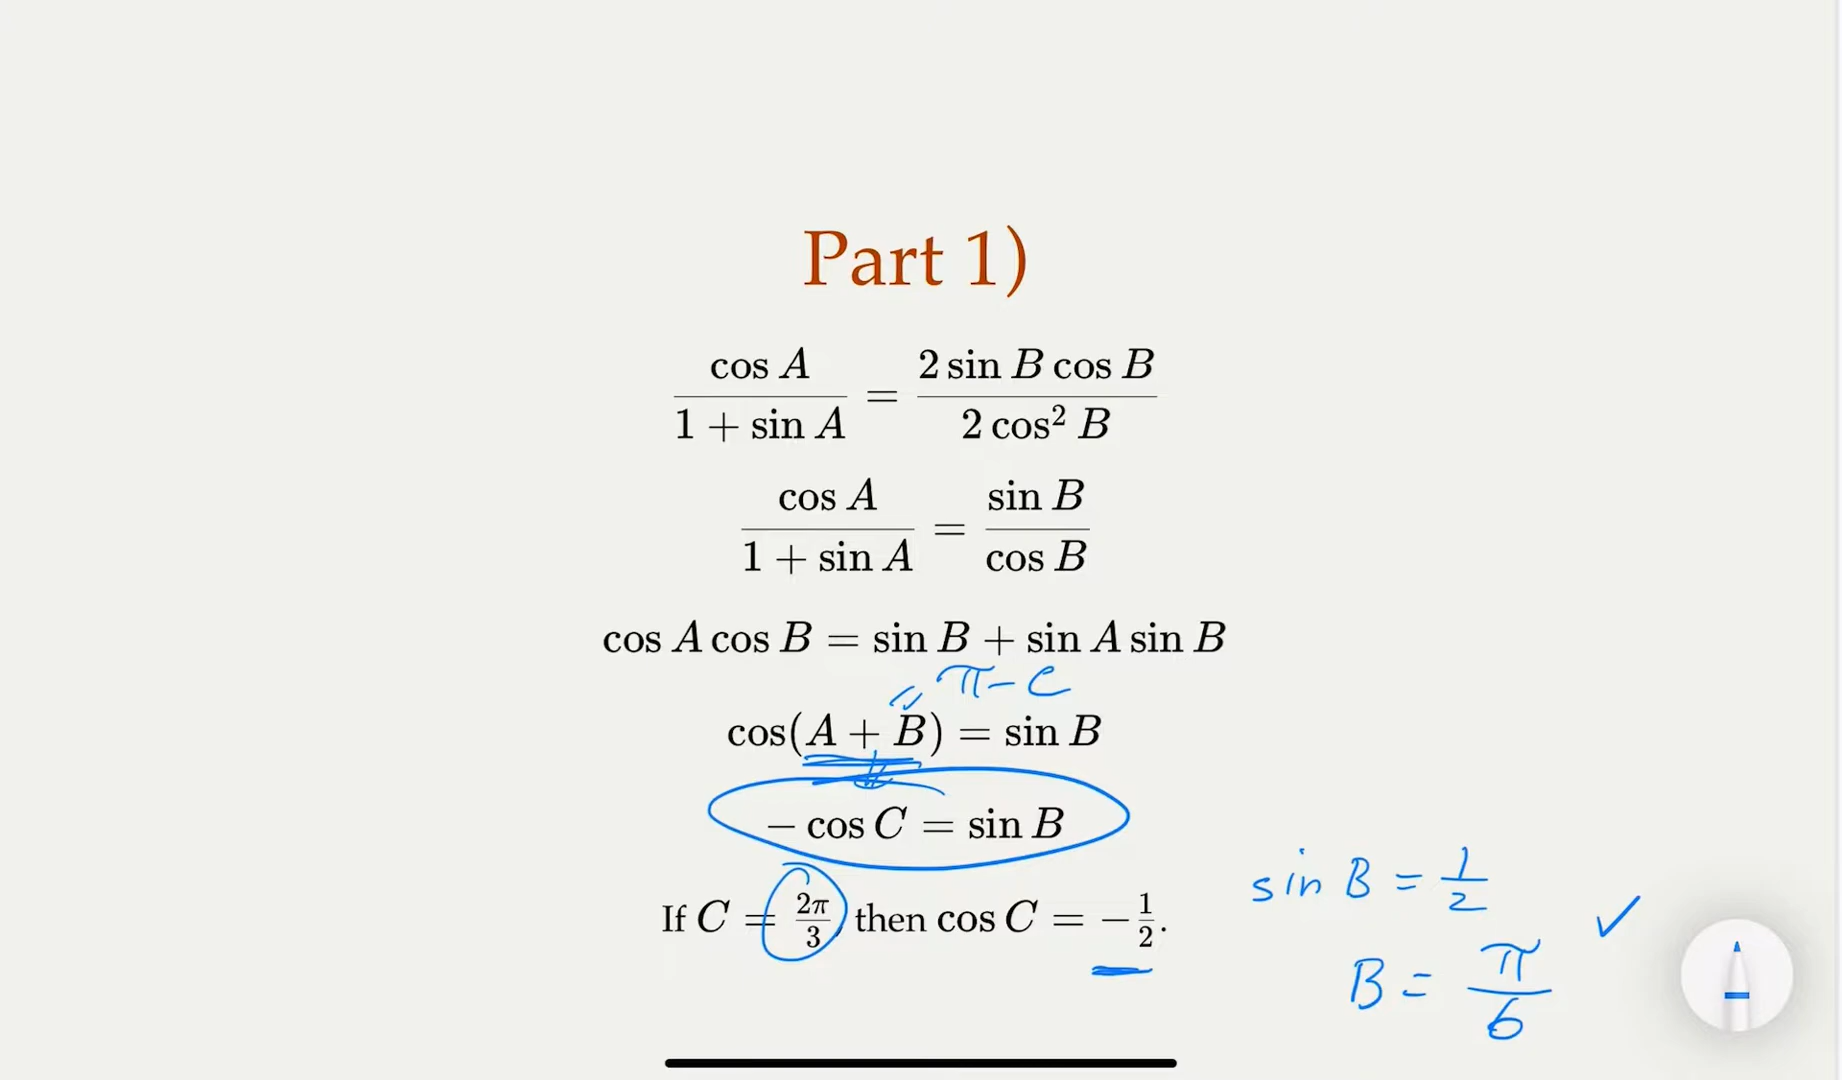 Part 1)
cos A / (1 + sin A) = 2 sin B cos B / 2 cos² B
cos A / (1 + sin A) = sin B / cos B
cos A cos B = sin B + sin A sin B
π - C
cos(A + B) = sin B
− cos C = sin B
If C = 2π/3, then cos C = −1/2.
sin B = 1/2
B = π/6